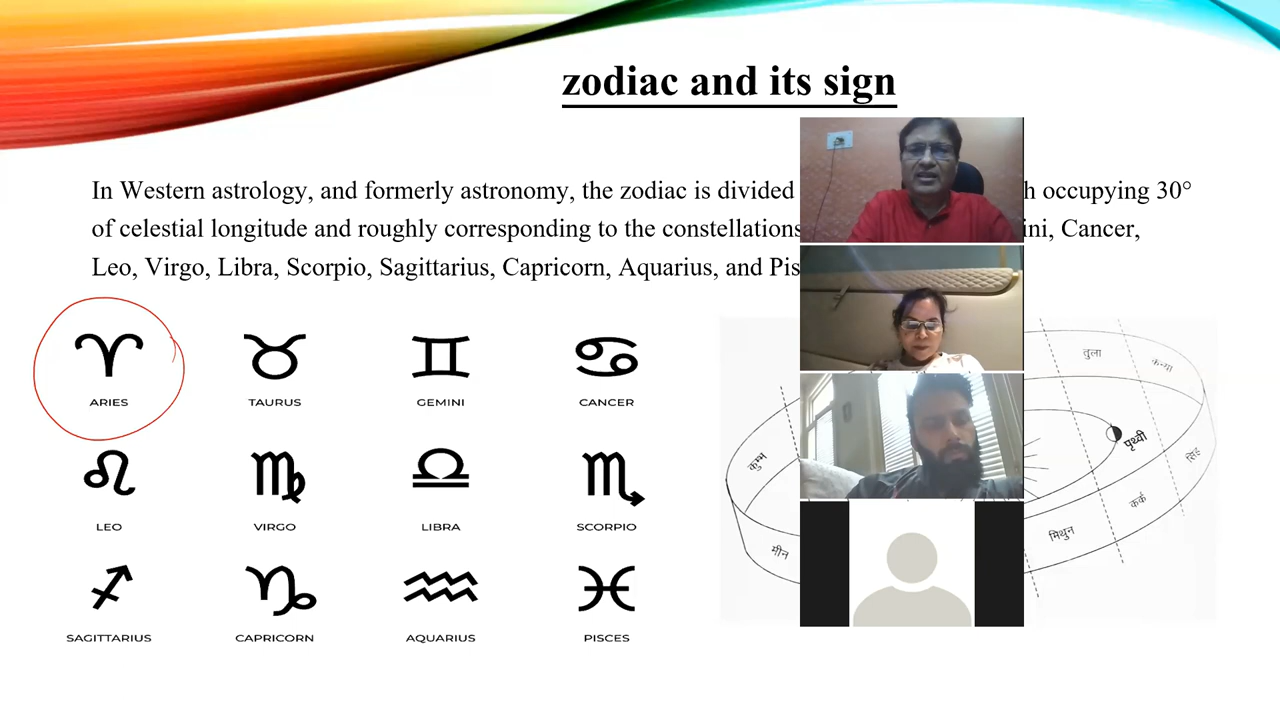 zodiac and its sign
In Western astrology, and formerly astronomy, the zodiac is divided occupying 30°
of celestial longitude and roughly corresponding to the constellations Cancer,
Leo, Virgo, Libra, Scorpio, Sagittarius, Capricorn, Aquarius, and
ARIES TAURUS GEMINI CANCER
LEO VIRGO LIBRA SCORPIO
SAGITTARIUS CAPRICORN AQUARIUS PISCES
तुला
कन्या
कुम्भ
पृथ्वी
सिंह
कर्क
मिथुन
मीन